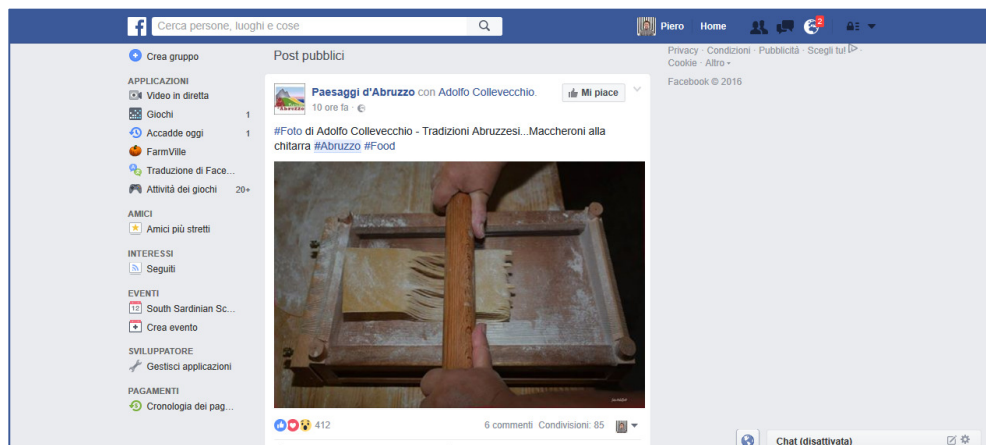 Cerca persone, luoghi e cose
Piero
Home
2
Crea gruppo
APPLICAZIONI
Video in diretta
Giochi 1
Accadde oggi 1
FarmVille
Traduzione di Face...
Attività dei giochi 20+
AMICI
Amici più stretti
INTERESSI
Seguiti
EVENTI
12 South Sardinian Sc...
Crea evento
SVILUPPATORE
Gestisci applicazioni
PAGAMENTI
Cronologia dei pag...
Post pubblici
Paesaggi d'Abruzzo con Adolfo Collevecchio.
10 ore fa ·
Mi piace
#Foto di Adolfo Collevecchio - Tradizioni Abruzzesi...Maccheroni alla
chitarra #Abruzzo #Food
412
6 commenti Condivisioni: 85
Privacy · Condizioni · Pubblicità · Scegli tu! ·
Cookie · Altro
Facebook © 2016
Chat (disattivata)